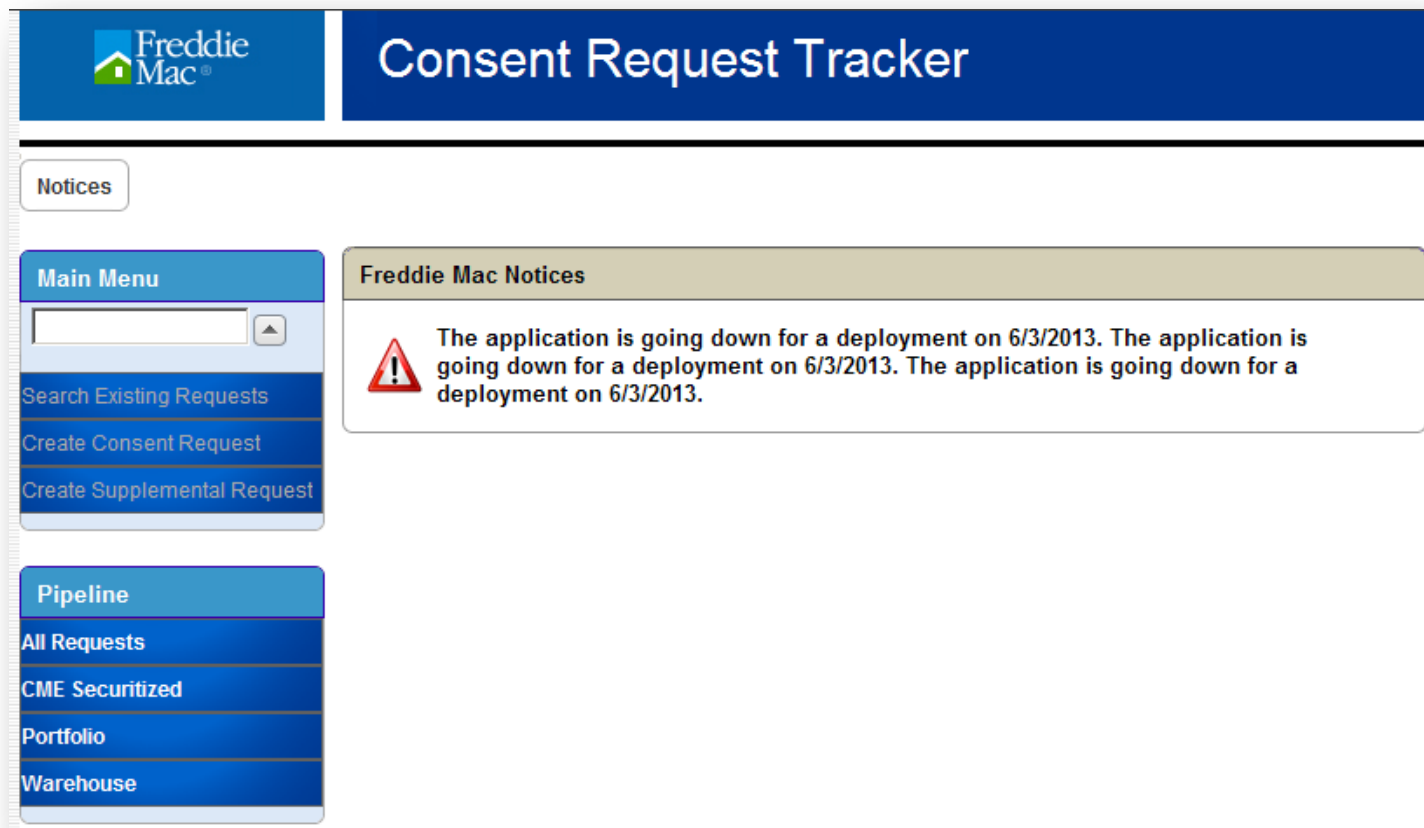 Freddie
Mac®
Consent Request Tracker
Notices
Main Menu
Search Existing Requests
Create Consent Request
Create Supplemental Request
Pipeline
All Requests
CME Securitized
Portfolio
Warehouse
Freddie Mac Notices
The application is going down for a deployment on 6/3/2013. The application is
going down for a deployment on 6/3/2013. The application is going down for a
deployment on 6/3/2013.